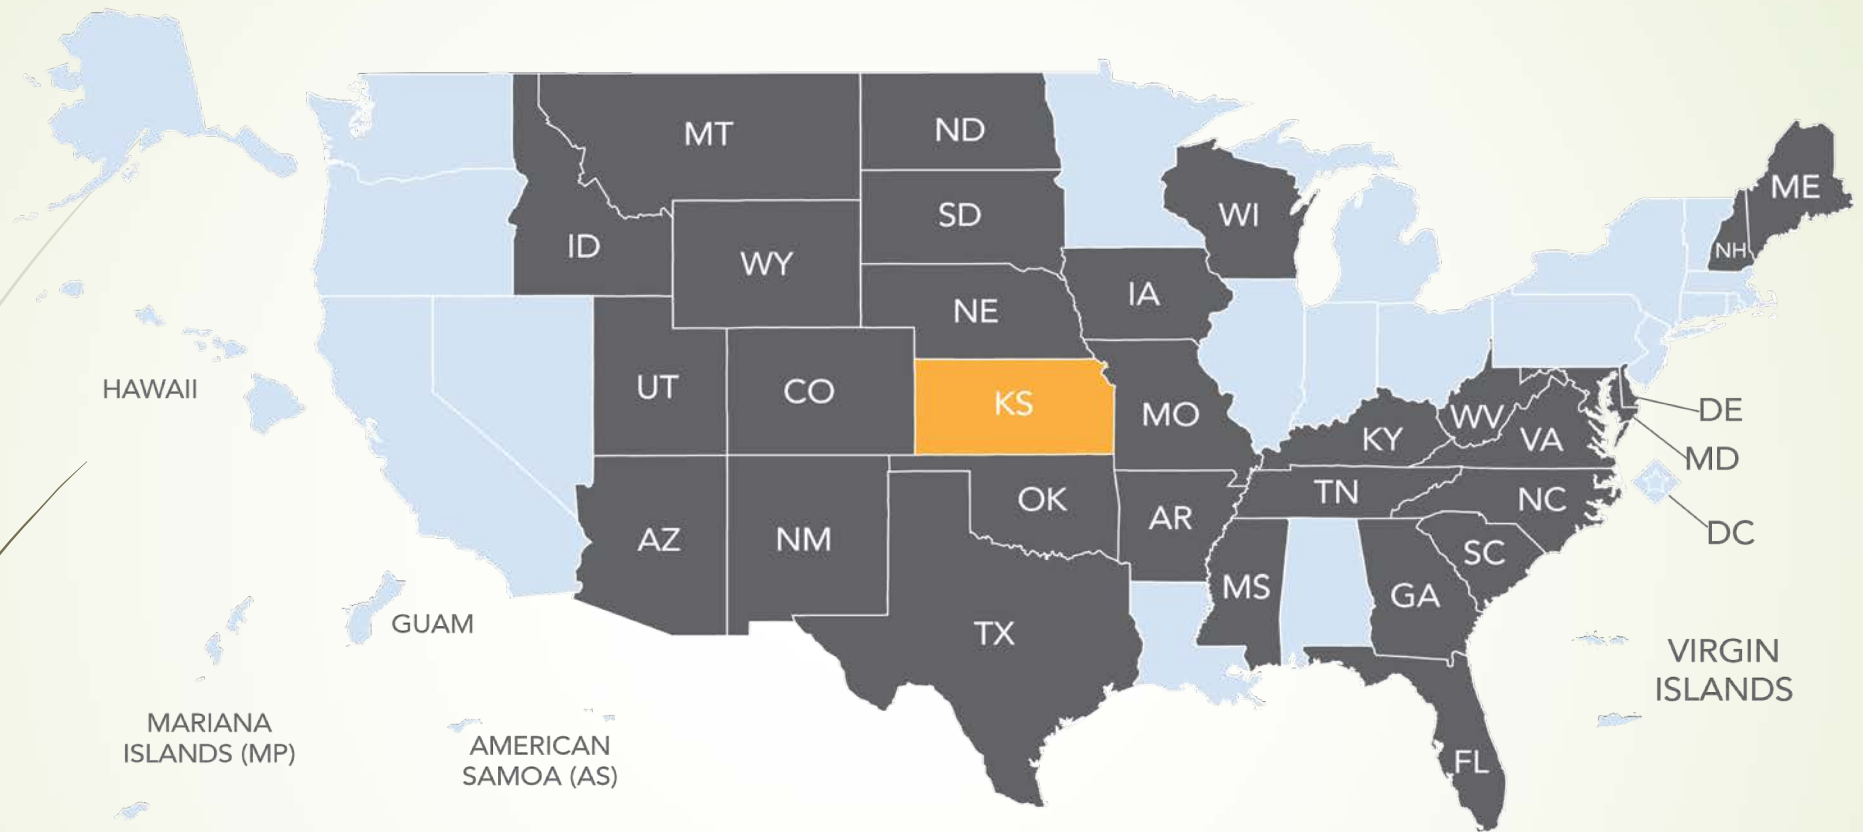 MT
ND
ME
SD
WI
ID
NH
WY
IA
NE
UT
CO
KS
HAWAII
MO
DE
WV
KY
VA
MD
TN
OK
NC
AR
DC
AZ
NM
SC
MS
GA
GUAM
TX
VIRGIN
ISLANDS
MARIANA
ISLANDS (MP)
AMERICAN
SAMOA (AS)
FL